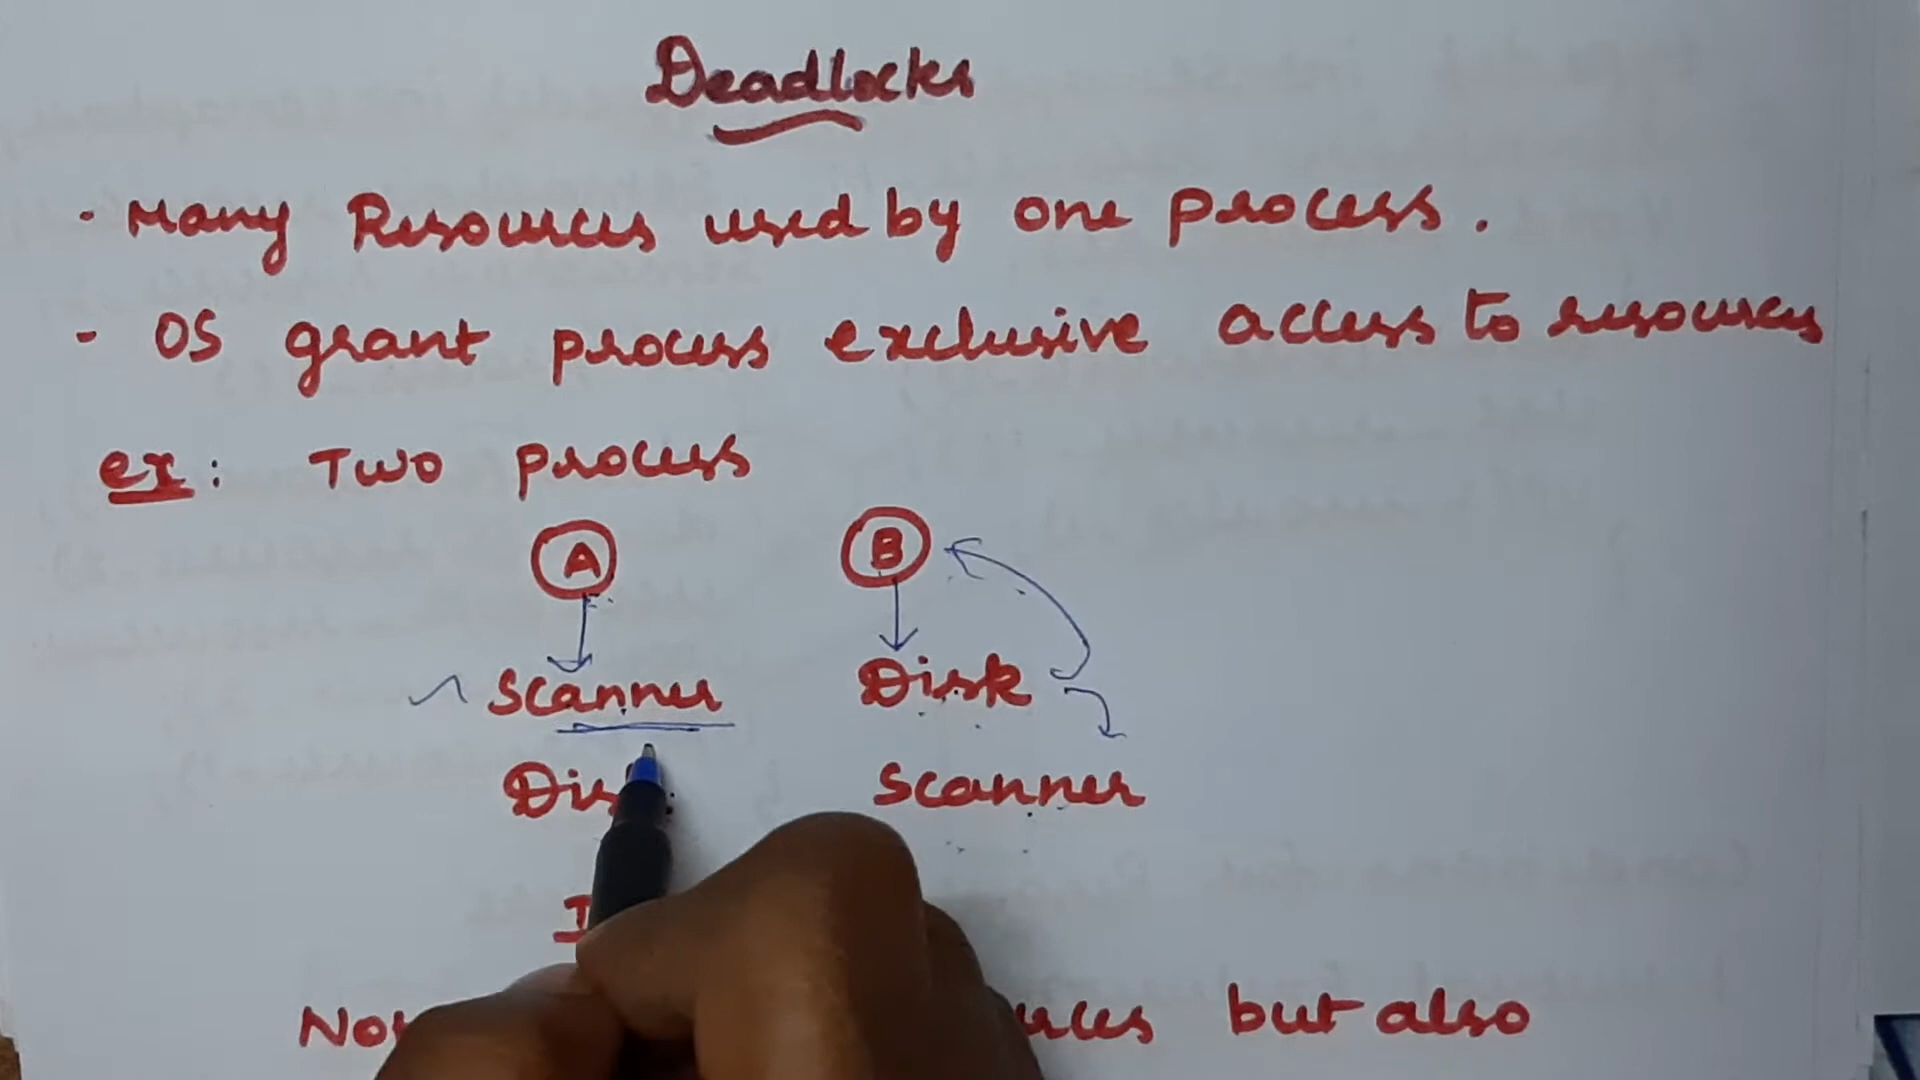 Deadlocks
· Many Resources used by one process.
- OS grant process exclusive access to resources
ex: Two process
A B
Scanner Disk
Scanner
but also